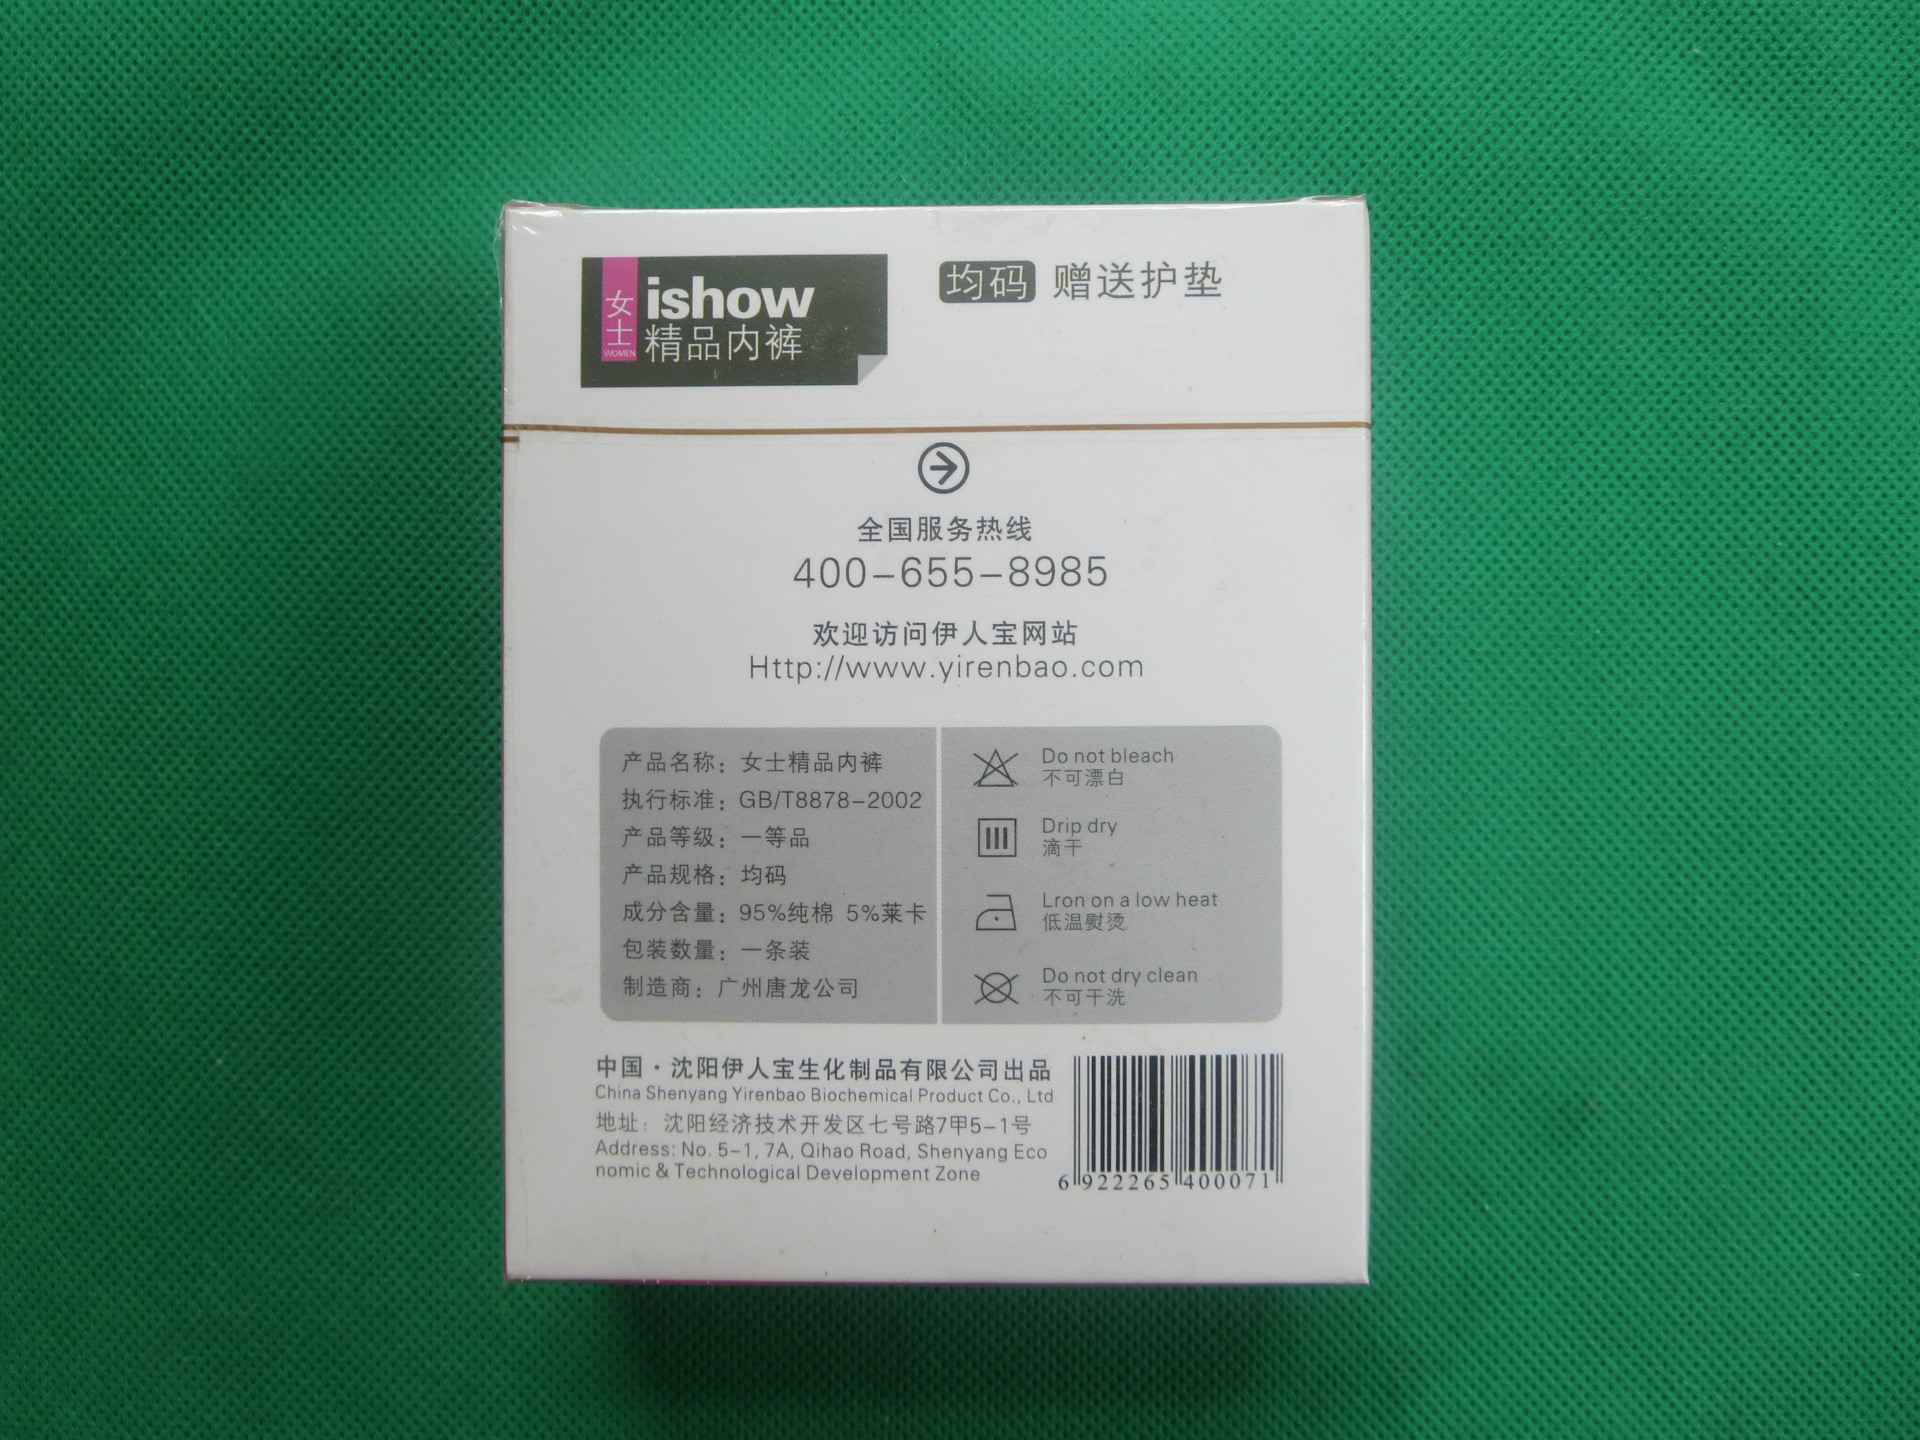 女士
WOMEN
ishow
精品内裤
均码 赠送护垫
全国服务热线
400-655-8985
欢迎访问伊人宝网站
Http://www.yirenbao.com
产品名称：女士精品内裤
执行标准：GB/T8878-2002
产品等级：一等品
产品规格：均码
成分含量：95%纯棉 5%莱卡
包装数量：一条装
制造商：广州唐龙公司
Do not bleach
不可漂白
Drip dry
滴干
Lron on a low heat
低温熨烫
Do not dry clean
不可干洗
中国·沈阳伊人宝生化制品有限公司出品
China Shenyang Yirenbao Biochemical Product Co., Ltd
地址：沈阳经济技术开发区七号路7甲5-1号
Address: No. 5-1, 7A, Qihao Road, Shenyang Eco
nomic & Technological Development Zone
6 922265 400071